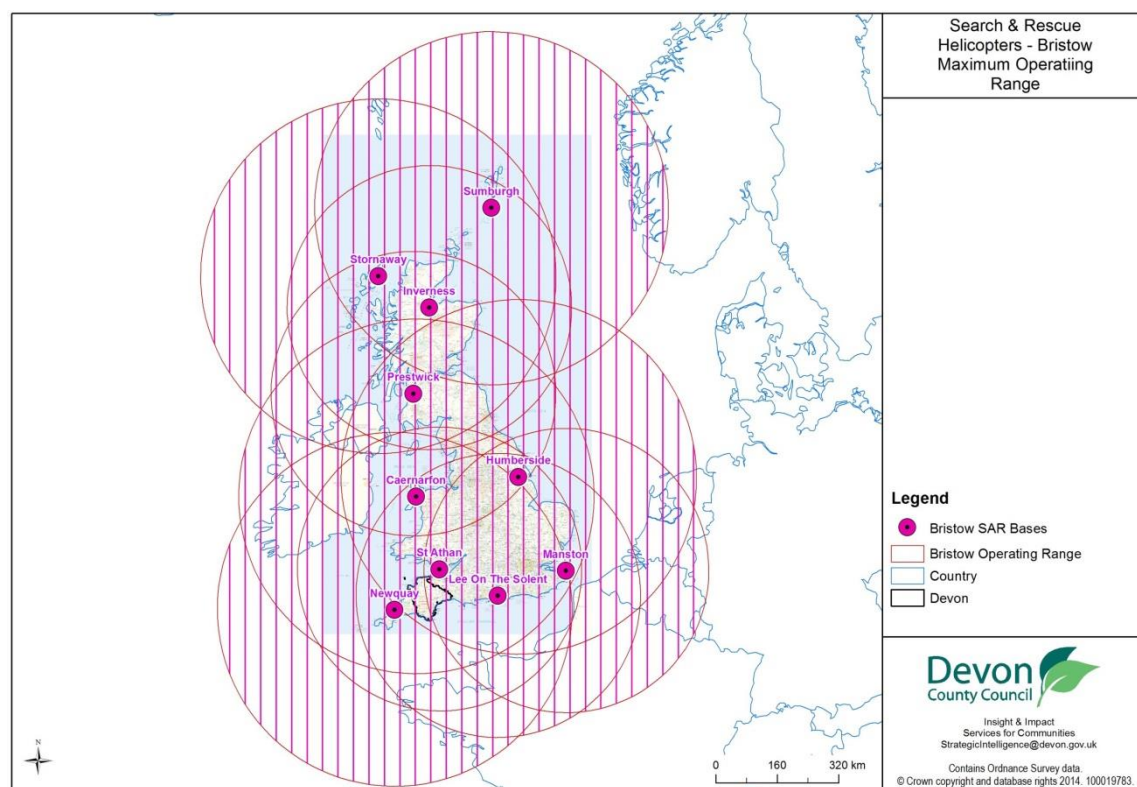 Search & Rescue
Helicopters - Bristow
Maximum Operatiing
Range
Sumburgh
Stornaway
Inverness
Prestwick
Humberside
Caernarfon
St Athan
Manston
Lee On The Solent
Newquay
Legend
Bristow SAR Bases
Bristow Operating Range
Country
Devon
Devon
County Council
Insight & Impact
Services for Communities
StrategicIntelligence@devon.gov.uk
Contains Ordnance Survey data.
© Crown copyright and database rights 2014. 100019783.
N
0 160 320 km